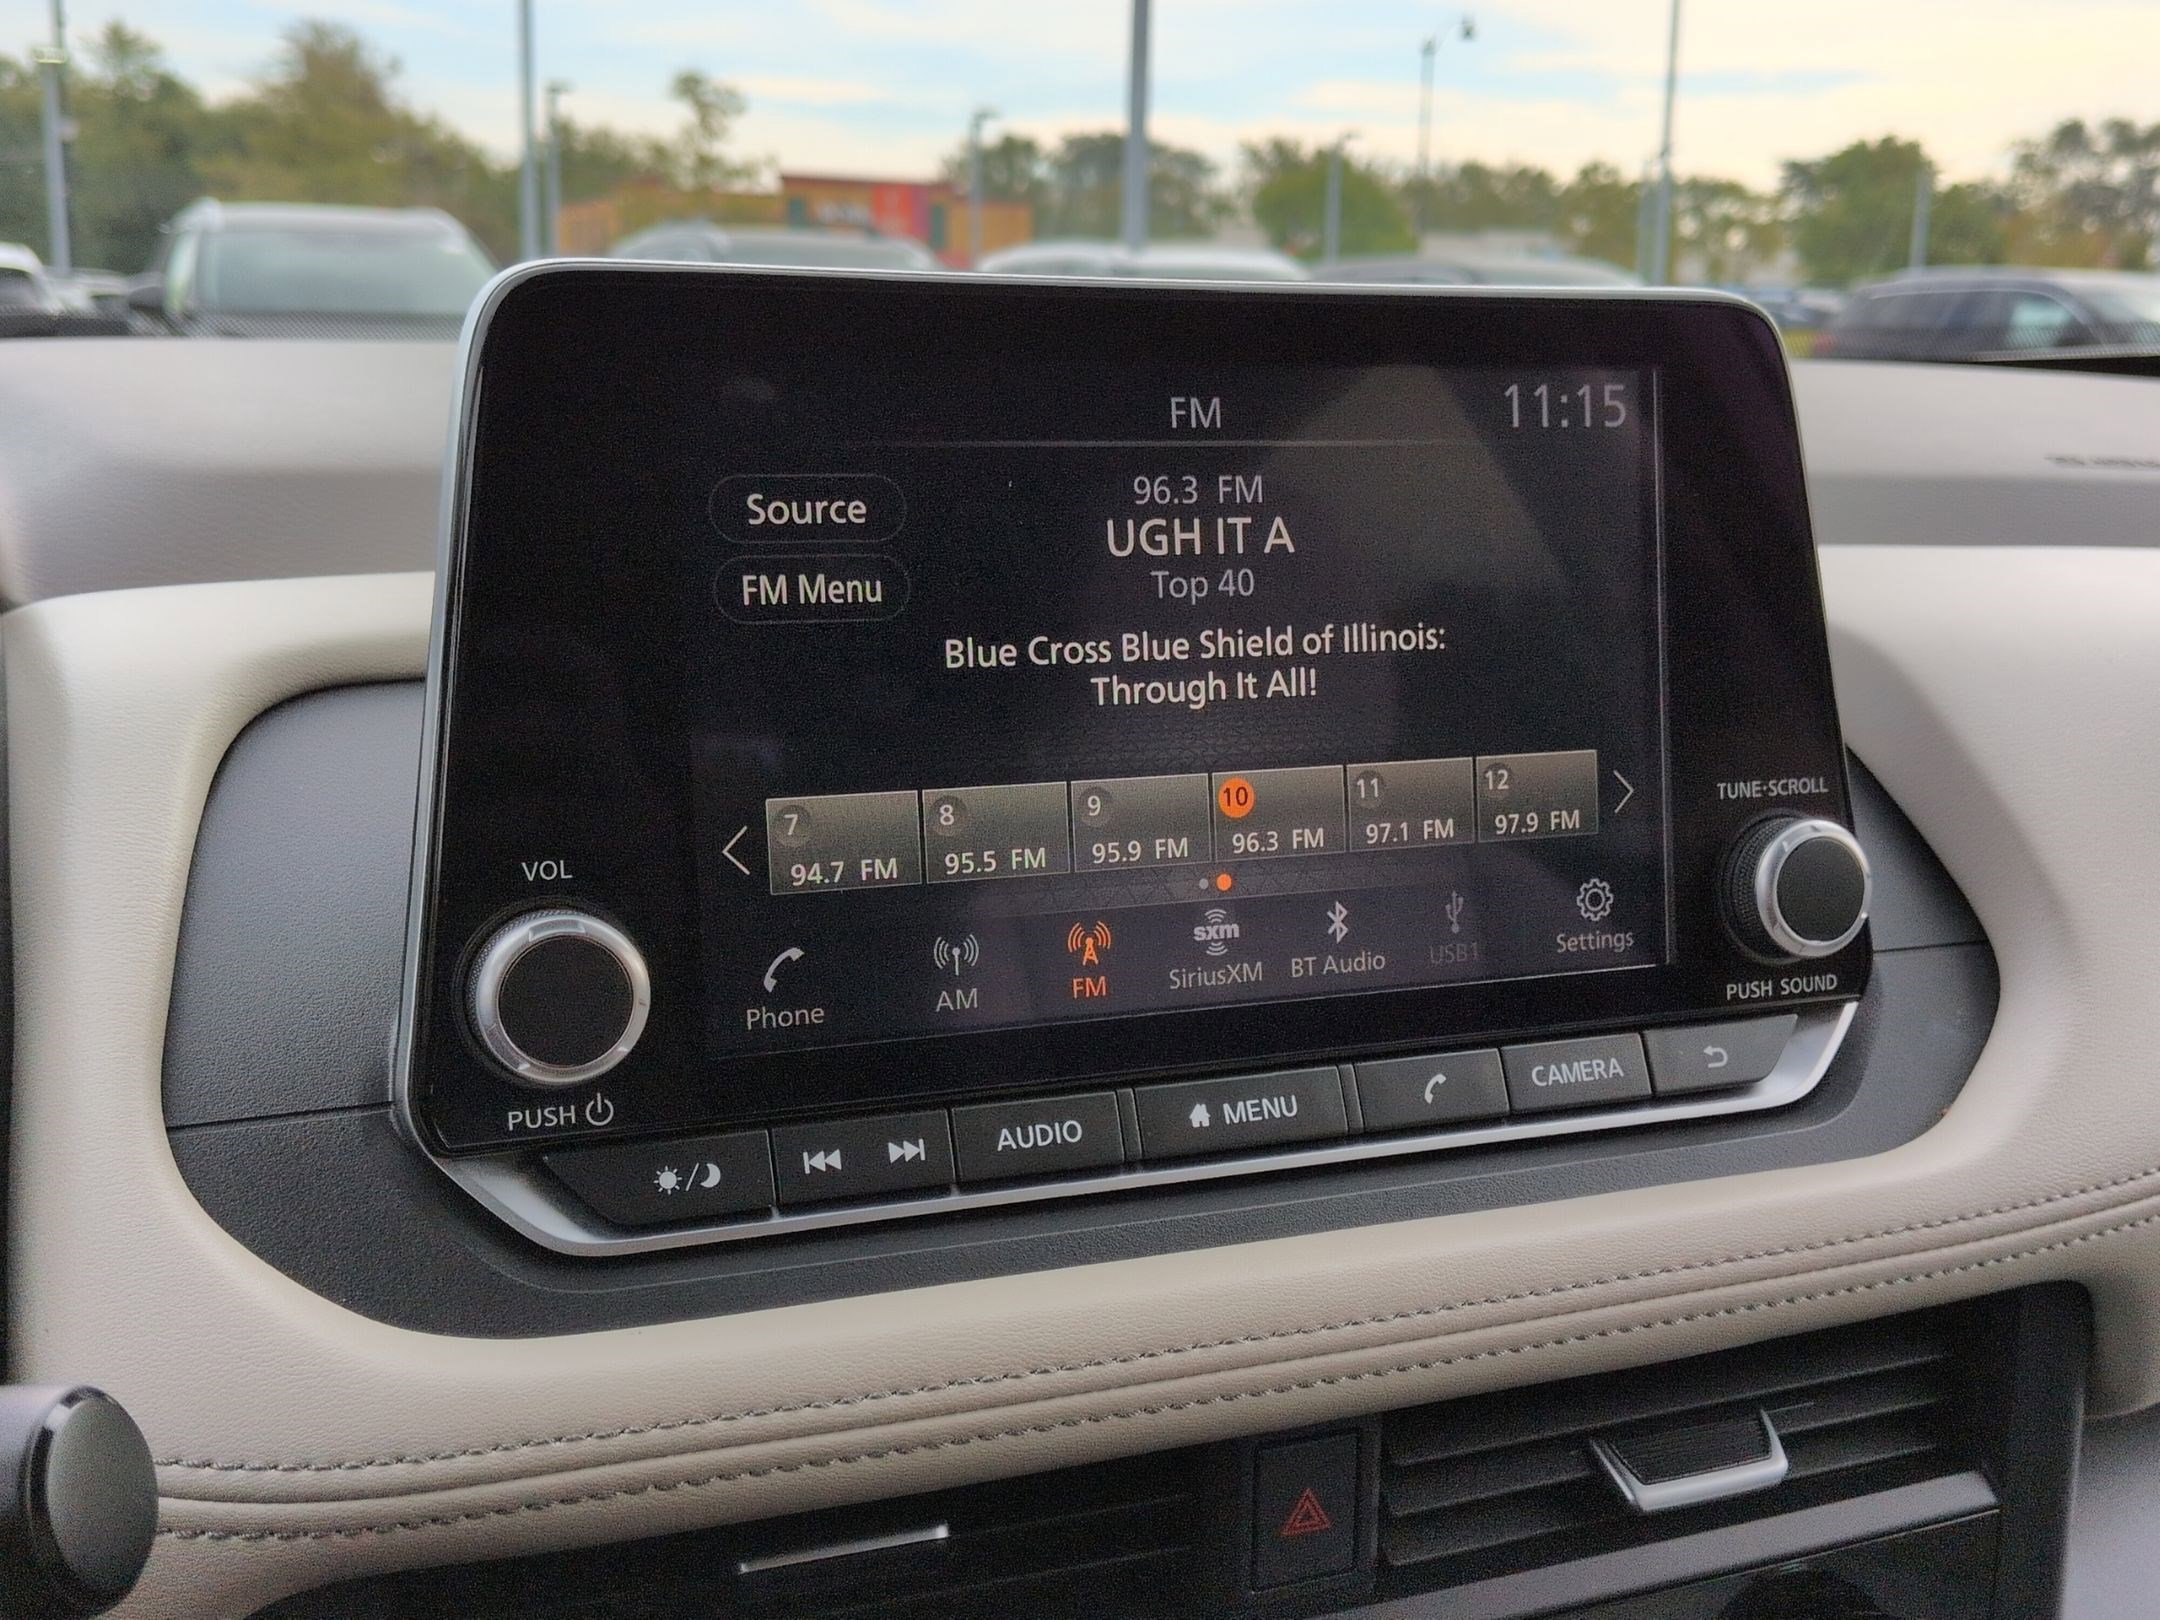 FM 11:15
Source
FM Menu
96.3 FM
UGH IT A
Top 40
Blue Cross Blue Shield of Illinois:
Through It All!
7 8 9 10 11 12
94.7 FM 95.5 FM 95.9 FM 96.3 FM 97.1 FM 97.9 FM
sxm
Phone AM FM SiriusXM BT Audio USB1 Settings
VOL
PUSH
TUNE·SCROLL
PUSH SOUND
AUDIO MENU CAMERA